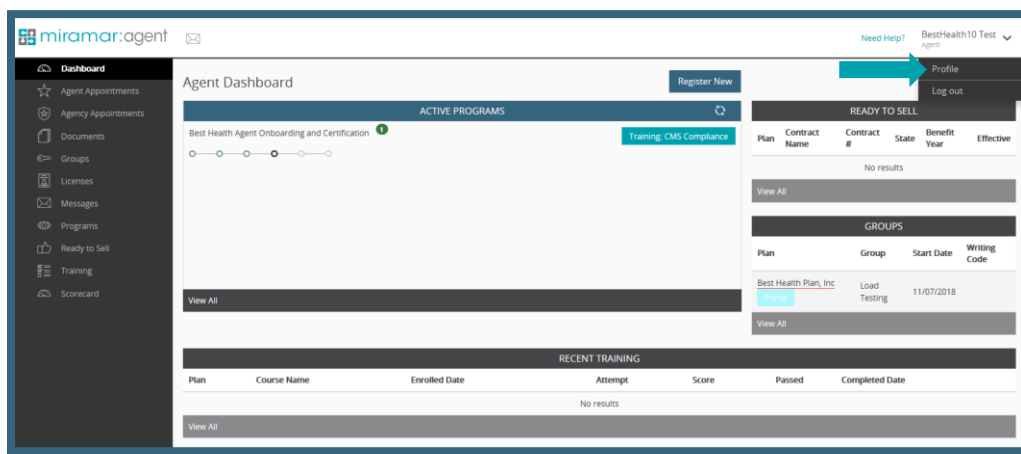 miramar:agent
Need Help?
BestHealth10 Test
Agent
Profile
Log out
Dashboard
Agent Appointments
Agency Appointments
Documents
Groups
Licenses
Messages
Programs
Ready to Sell
Training
Scorecard
Agent Dashboard
Register New
ACTIVE PROGRAMS
Best Health Agent Onboarding and Certification 1
Training: CMS Compliance
View All
READY TO SELL
Plan Contract Name Contract # State Benefit Year Effective
No results
View All
GROUPS
Plan Group Start Date Writing Code
Best Health Plan, Inc Load Testing 11/07/2018
Portal
View All
RECENT TRAINING
Plan Course Name Enrolled Date Attempt Score Passed Completed Date
No results
View All